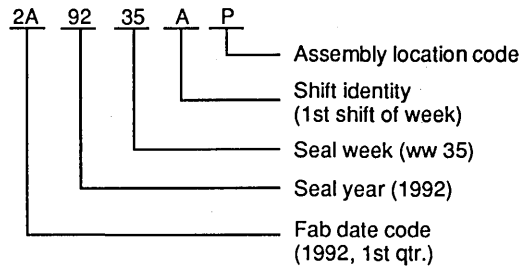 2A 92 35 A P
Assembly location code
Shift identity
(1st shift of week)
Seal week (ww 35)
Seal year (1992)
Fab date code
(1992, 1st qtr.)